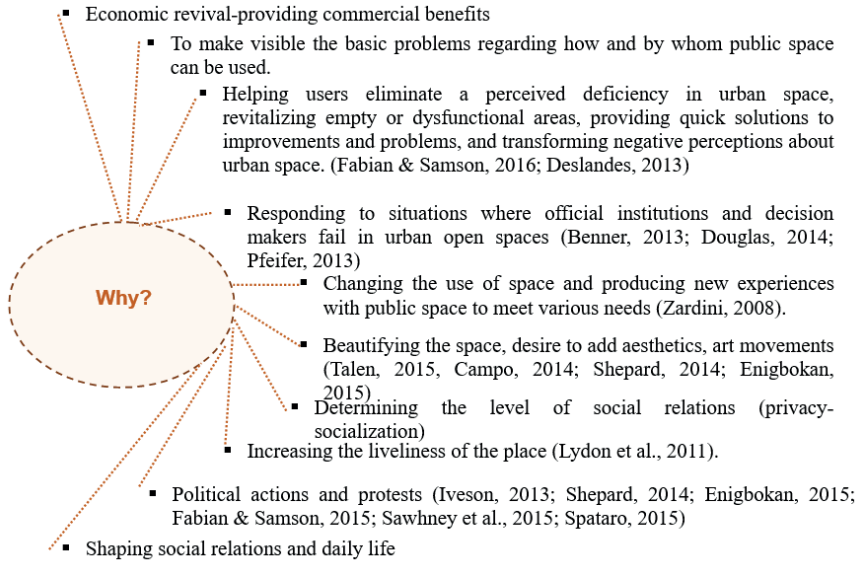 ▪ Economic revival-providing commercial benefits
▪ To make visible the basic problems regarding how and by whom public space
can be used.
▪ Helping users eliminate a perceived deficiency in urban space,
revitalizing empty or dysfunctional areas, providing quick solutions to
improvements and problems, and transforming negative perceptions about
urban space. (Fabian & Samson, 2016; Deslandes, 2013)
▪ Responding to situations where official institutions and decision
makers fail in urban open spaces (Benner, 2013; Douglas, 2014;
Pfeifer, 2013)
▪ Changing the use of space and producing new experiences
with public space to meet various needs (Zardini, 2008).
Why?
▪ Beautifying the space, desire to add aesthetics, art movements
(Talen, 2015, Campo, 2014; Shepard, 2014; Enigbokan,
2015)
▪ Determining the level of social relations (privacy-
socialization)
▪ Increasing the liveliness of the place (Lydon et al., 2011).
▪ Political actions and protests (Iveson, 2013; Shepard, 2014; Enigbokan, 2015;
Fabian & Samson, 2015; Sawhney et al., 2015; Spataro, 2015)
▪ Shaping social relations and daily life